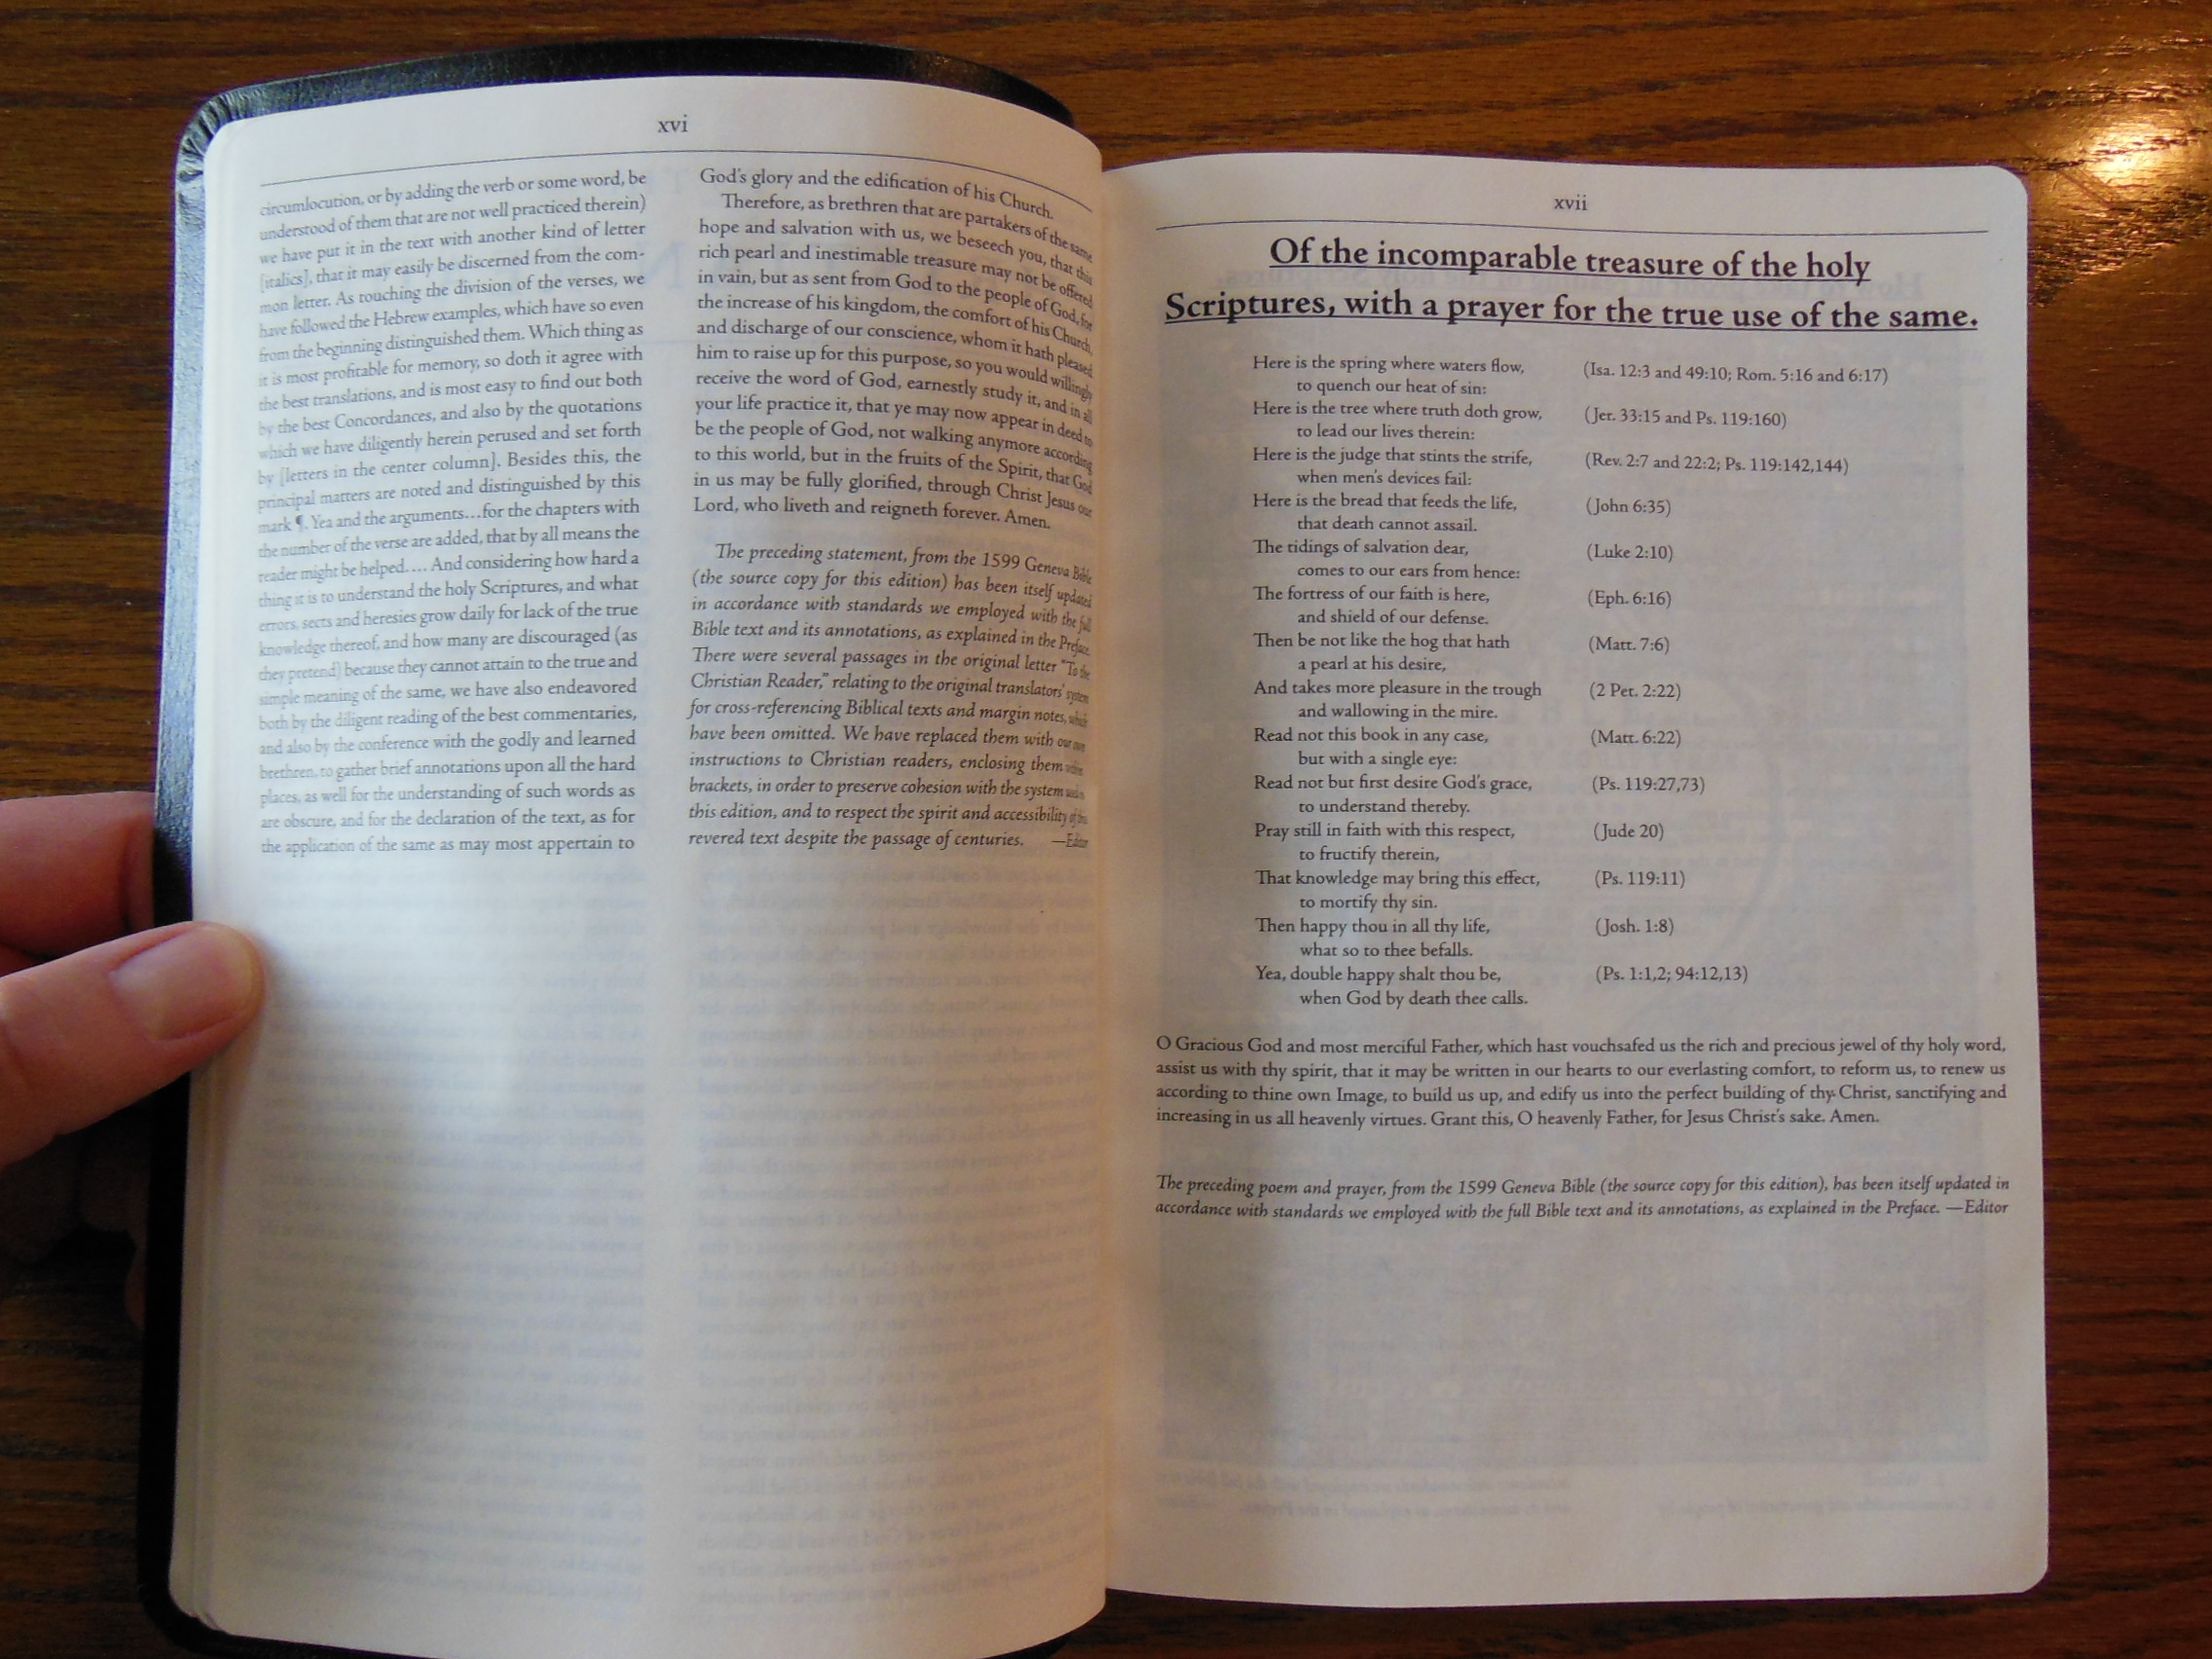 xvi
circumlocution, or by adding the verb or some word, be
understood of them that are not well practiced therein)
we have put it in the text with another kind of letter
[italics], that it may easily be discerned from the com-
mon letter. As touching the division of the verses, we
have followed the Hebrew examples, which have so even
from the beginning distinguished them. Which thing as
it is most profitable for memory, so doth it agree with
the best translations, and is most easy to find out both
by the best Concordances, and also by the quotations
which we have diligently herein perused and set forth
by [letters in the center column]. Besides this, the
principal matters are noted and distinguished by this
mark ¶. Yea and the arguments…for the chapters with
the number of the verse are added, that by all means the
reader might be helped.… And considering how hard a
thing it is to understand the holy Scriptures, and what
errors, sects and heresies grow daily for lack of the true
knowledge thereof, and how many are discouraged (as
they pretend) because they cannot attain to the true and
simple meaning of the same, we have also endeavored
both by the diligent reading of the best commentaries,
and also by the conference with the godly and learned
brethren, to gather brief annotations upon all the hard
places, as well for the understanding of such words as
are obscure, and for the declaration of the text, as for
the application of the same as may most appertain to
God's glory and the edification of his Church.
Therefore, as brethren that are partakers of the same
hope and salvation with us, we beseech you, that this
rich pearl and inestimable treasure may not be offered
in vain, but as sent from God to the people of God, for
the increase of his kingdom, the comfort of his Church,
and discharge of our conscience, whom it hath pleased
him to raise up for this purpose, so you would willingly
receive the word of God, earnestly study it, and in all
your life practice it, that ye may now appear in deed to
be the people of God, not walking anymore according
to this world, but in the fruits of the Spirit, that God
in us may be fully glorified, through Christ Jesus our
Lord, who liveth and reigneth forever. Amen.
The preceding statement, from the 1599 Geneva Bible
(the source copy for this edition) has been itself updated
in accordance with standards we employed with the full
Bible text and its annotations, as explained in the Preface.
There were several passages in the original letter "To the
Christian Reader," relating to the original translators' system
for cross-referencing Biblical texts and margin notes, which
have been omitted. We have replaced them with our own
instructions to Christian readers, enclosing them within
brackets, in order to preserve cohesion with the system
this edition, and to respect the spirit and accessibility of this
revered text despite the passage of centuries. —Editor
xvii
Of the incomparable treasure of the holy
Scriptures, with a prayer for the true use of the same.
Here is the spring where waters flow, (Isa. 12:3 and 49:10; Rom. 5:16 and 6:17)
to quench our heat of sin:
Here is the tree where truth doth grow, (Jer. 33:15 and Ps. 119:160)
to lead our lives therein:
Here is the judge that stints the strife, (Rev. 2:7 and 22:2; Ps. 119:142,144)
when men's devices fail:
Here is the bread that feeds the life, (John 6:35)
that death cannot assail.
The tidings of salvation dear, (Luke 2:10)
comes to our ears from hence:
The fortress of our faith is here, (Eph. 6:16)
and shield of our defense.
Then be not like the hog that hath (Matt. 7:6)
a pearl at his desire,
And takes more pleasure in the trough (2 Pet. 2:22)
and wallowing in the mire.
Read not this book in any case, (Matt. 6:22)
but with a single eye:
Read not but first desire God's grace, (Ps. 119:27,73)
to understand thereby.
Pray still in faith with this respect, (Jude 20)
to fructify therein,
That knowledge may bring this effect, (Ps. 119:11)
to mortify thy sin.
Then happy thou in all thy life, (Josh. 1:8)
what so to thee befalls.
Yea, double happy shalt thou be, (Ps. 1:1,2; 94:12,13)
when God by death thee calls.
O Gracious God and most merciful Father, which hast vouchsafed us the rich and precious jewel of thy holy word,
assist us with thy spirit, that it may be written in our hearts to our everlasting comfort, to reform us, to renew us
according to thine own Image, to build us up, and edify us into the perfect building of thy Christ, sanctifying and
increasing in us all heavenly virtues. Grant this, O heavenly Father, for Jesus Christ's sake. Amen.
The preceding poem and prayer, from the 1599 Geneva Bible (the source copy for this edition), has been itself updated in
accordance with standards we employed with the full Bible text and its annotations, as explained in the Preface. —Editor